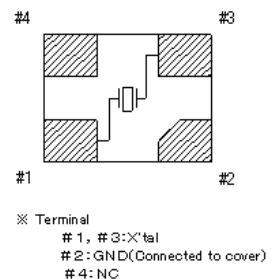 #4 #3
#1 #2
※ Terminal
#1, #3:X'tal
#2:GND(Connected to cover)
#4:NC